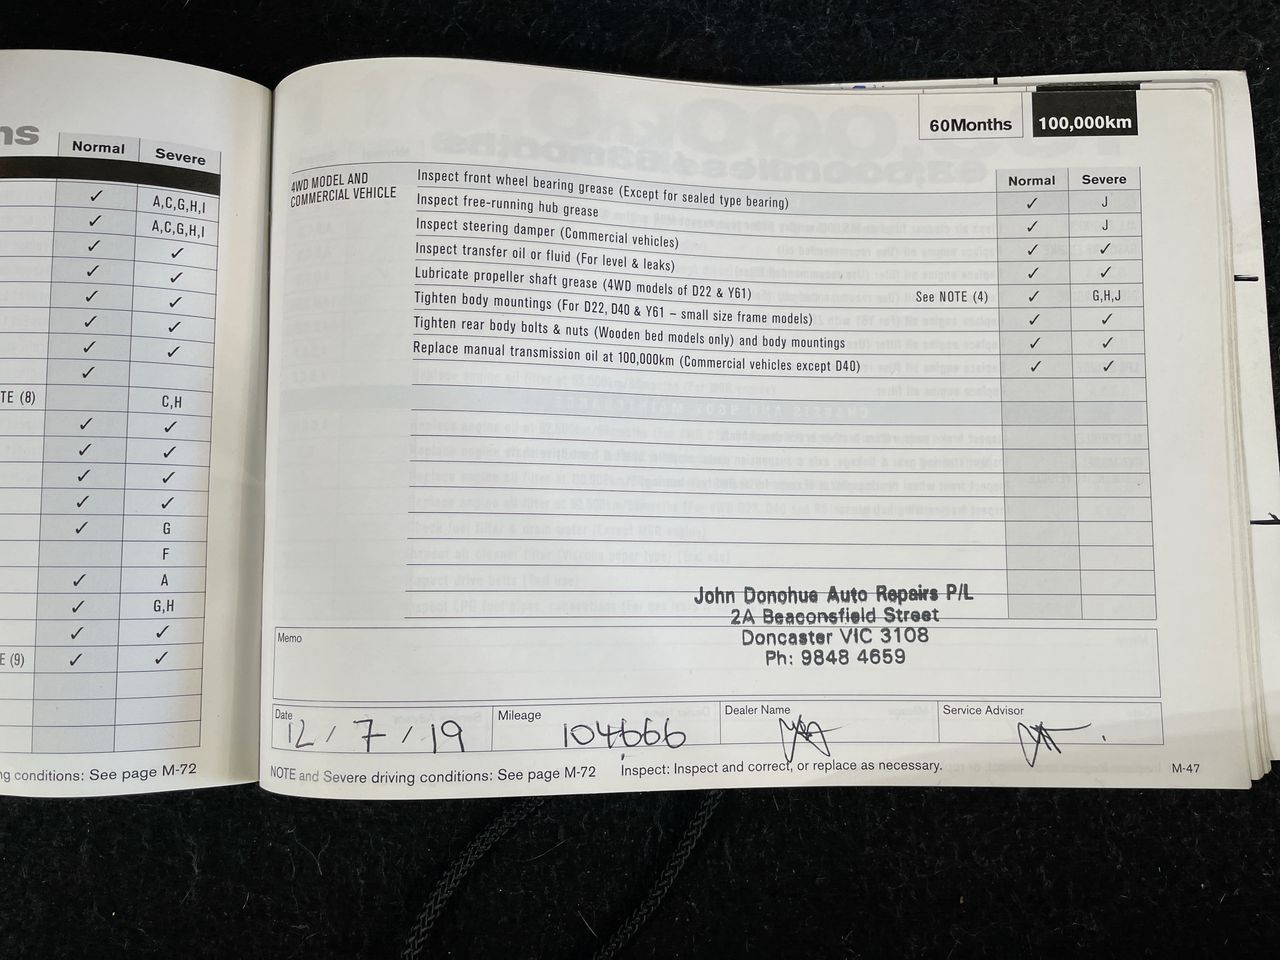 ns
Normal Severe
✓ A,C,G,H,I
✓ A,C,G,H,I
✓ ✓
✓ ✓
✓ ✓
✓ ✓
✓ ✓
✓
TE (8) C,H
✓ ✓
✓ ✓
✓ ✓
✓ ✓
✓ G
F
✓ A
✓ G,H
✓ ✓
E (9) ✓ ✓
ng conditions: See page M-72
60Months 100,000km
Normal Severe
4WD MODEL AND
COMMERCIAL VEHICLE
Inspect front wheel bearing grease (Except for sealed type bearing) ✓ J
Inspect free-running hub grease ✓ J
Inspect steering damper (Commercial vehicles) ✓ ✓
Inspect transfer oil or fluid (For level & leaks) ✓ ✓
Lubricate propeller shaft grease (4WD models of D22 & Y61) See NOTE (4) ✓ G,H,J
Tighten body mountings (For D22, D40 & Y61 – small size frame models) ✓ ✓
Tighten rear body bolts & nuts (Wooden bed models only) and body mountings ✓ ✓
Replace manual transmission oil at 100,000km (Commercial vehicles except D40) ✓ ✓
John Donohue Auto Repairs P/L
2A Beaconsfield Street
Doncaster VIC 3108
Ph: 9848 4659
Memo
Date 12 / 7 / 19 Mileage 104666 Dealer Name Service Advisor
NOTE and Severe driving conditions: See page M-72 Inspect: Inspect and correct, or replace as necessary. M-47